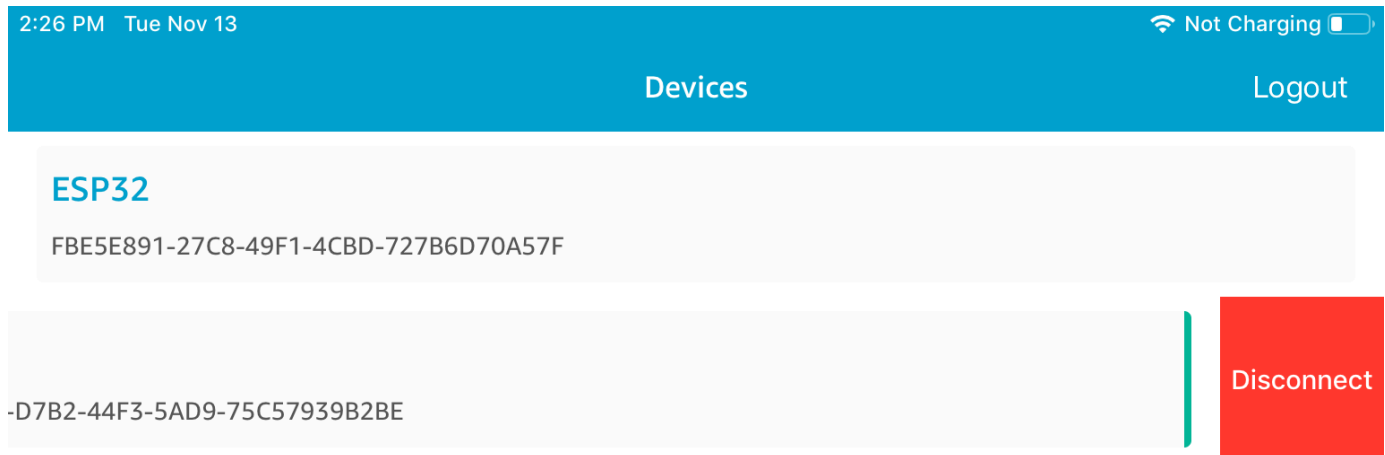 2:26 PM Tue Nov 13 Not Charging
Devices Logout
ESP32
FBE5E891-27C8-49F1-4CBD-727B6D70A57F
-D7B2-44F3-5AD9-75C57939B2BE
Disconnect